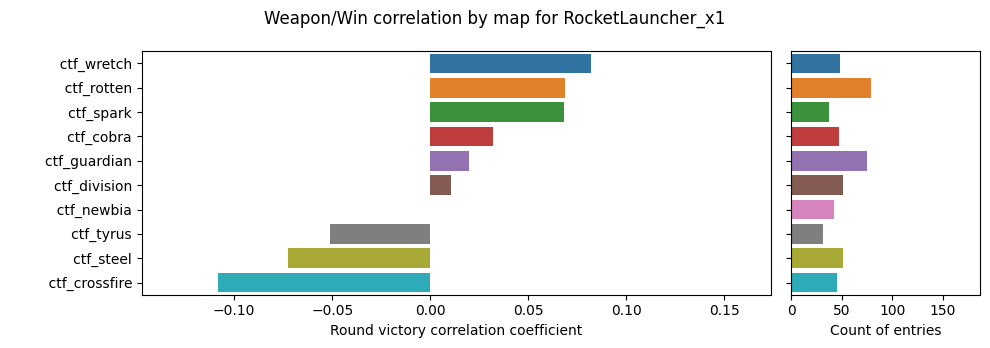 Weapon/Win correlation by map for RocketLauncher_x1
ctf_wretch
ctf_rotten
ctf_spark
ctf_cobra
ctf_guardian
ctf_division
ctf_newbia
ctf_tyrus
ctf_steel
ctf_crossfire
−0.10 −0.05 0.00 0.05 0.10 0.15
Round victory correlation coefficient
0 50 100 150
Count of entries